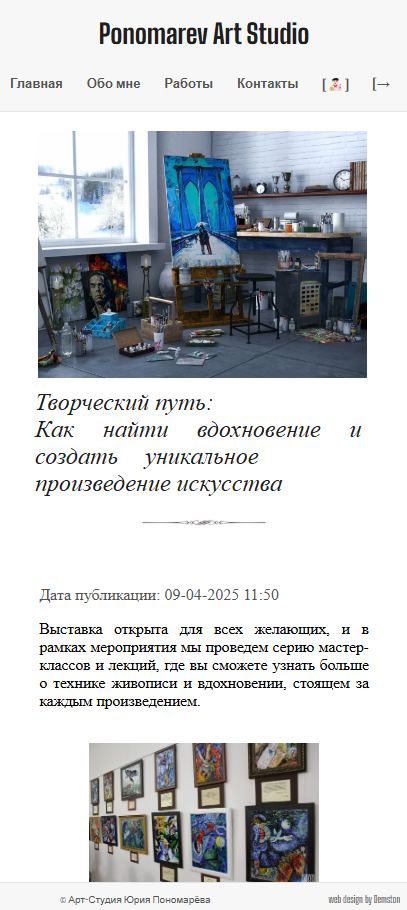 Ponomarev Art Studio
Главная Обо мне Работы Контакты [ ] [→
Творческий путь:
Как найти вдохновение и
создать уникальное
произведение искусства
Дата публикации: 09-04-2025 11:50
Выставка открыта для всех желающих, и в
рамках мероприятия мы проведем серию мастер-
классов и лекций, где вы сможете узнать больше
о технике живописи и вдохновении, стоящем за
каждым произведением.
© Арт-Студия Юрия Пономарёва
web design by Demston